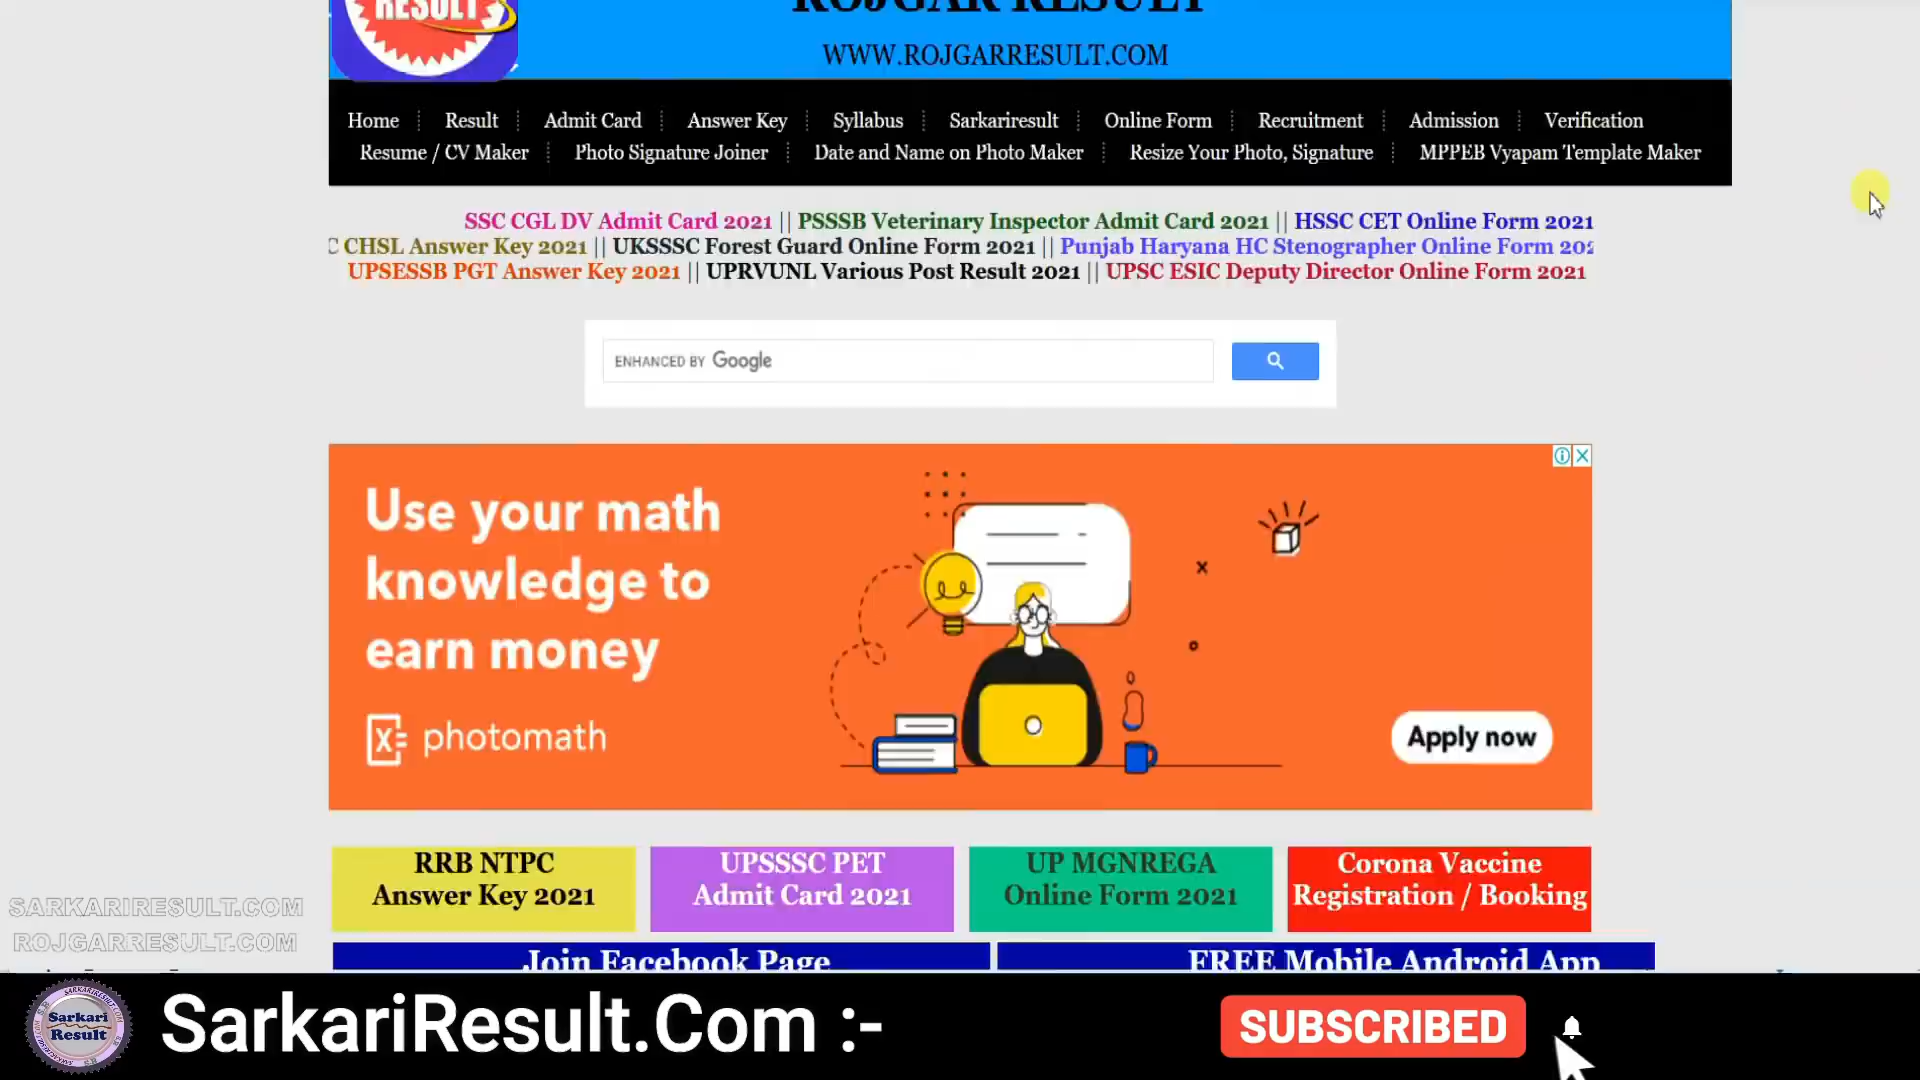 RESULT
ROJGAR RESULT
WWW.ROJGARRESULT.COM
Home Result Admit Card Answer Key Syllabus Sarkariresult Online Form Recruitment Admission Verification
Resume / CV Maker Photo Signature Joiner Date and Name on Photo Maker Resize Your Photo, Signature MPPEB Vyapam Template Maker
SSC CGL DV Admit Card 2021 || PSSSB Veterinary Inspector Admit Card 2021 || HSSC CET Online Form 2021
C CHSL Answer Key 2021 || UKSSSC Forest Guard Online Form 2021 || Punjab Haryana HC Stenographer Online Form 202
UPSESSB PGT Answer Key 2021 || UPRVUNL Various Post Result 2021 || UPSC ESIC Deputy Director Online Form 2021
ENHANCED BY Google
Use your math
knowledge to
earn money
photomath
Apply now
RRB NTPC
Answer Key 2021
UPSSSC PET
Admit Card 2021
UP MGNREGA
Online Form 2021
Corona Vaccine
Registration / Booking
SARKARIRESULT.COM
ROJGARRESULT.COM
Join Facebook Page
FREE Mobile Android App
Sarkari
Result
SarkariResult.Com :-
SUBSCRIBED